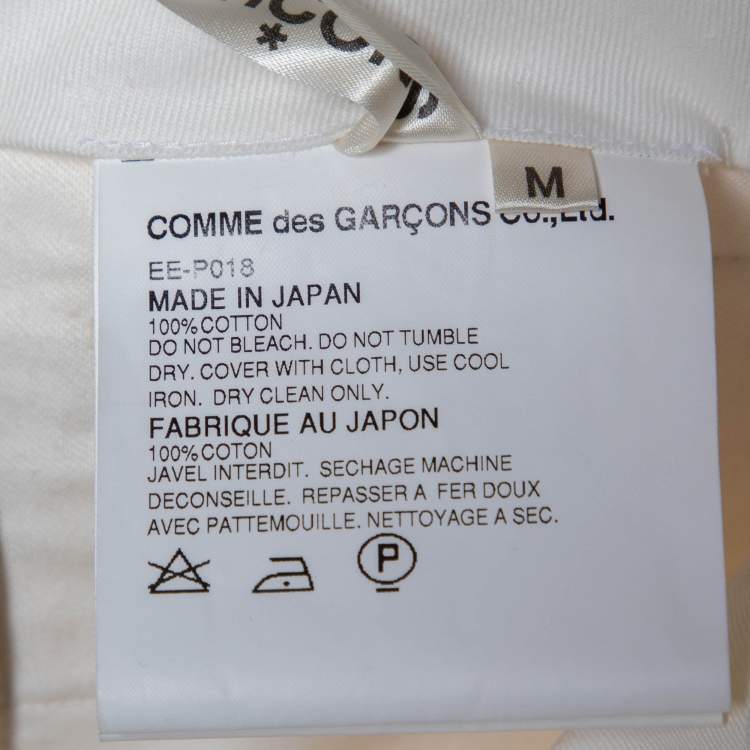 M
COMME des GARÇONS Co.,Ltd.
EE-P018
MADE IN JAPAN
100%COTTON
DO NOT BLEACH. DO NOT TUMBLE
DRY. COVER WITH CLOTH, USE COOL
IRON. DRY CLEAN ONLY.
FABRIQUE AU JAPON
100%COTON
JAVEL INTERDIT. SECHAGE MACHINE
DECONSEILLE. REPASSER A FER DOUX
AVEC PATTEMOUILLE. NETTOYAGE A SEC.
P